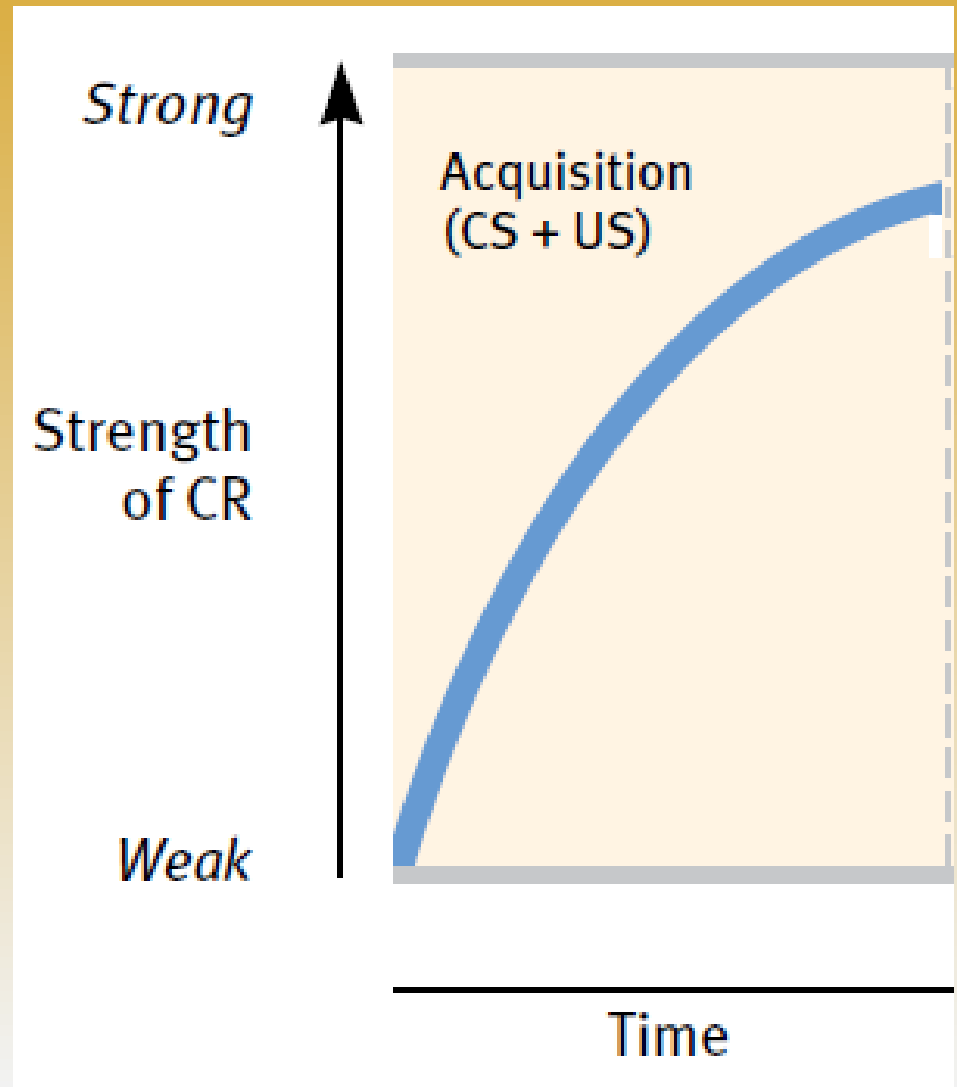 Strong
Acquisition
(CS + US)
Strength
of CR
Weak
Time